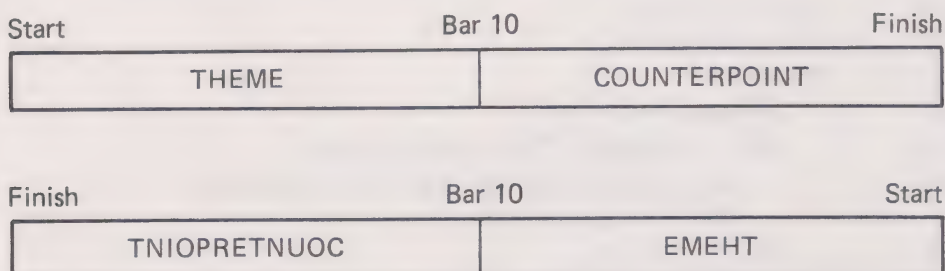 Start Bar 10 Finish
THEME COUNTERPOINT
Finish Bar 10 Start
TNIOPRETNUOC EMEHT